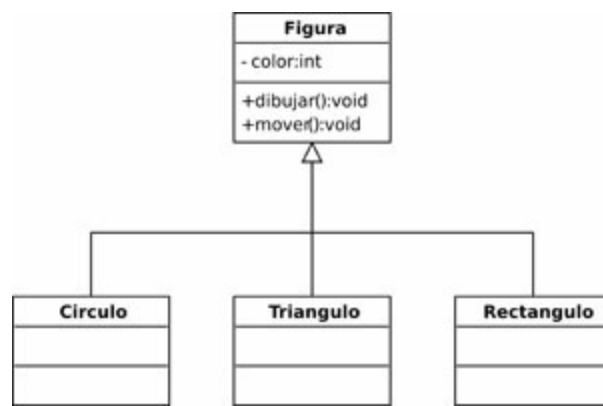 Figura
- color:int
+dibujar():void
+mover():void
Circulo
Triangulo
Rectangulo